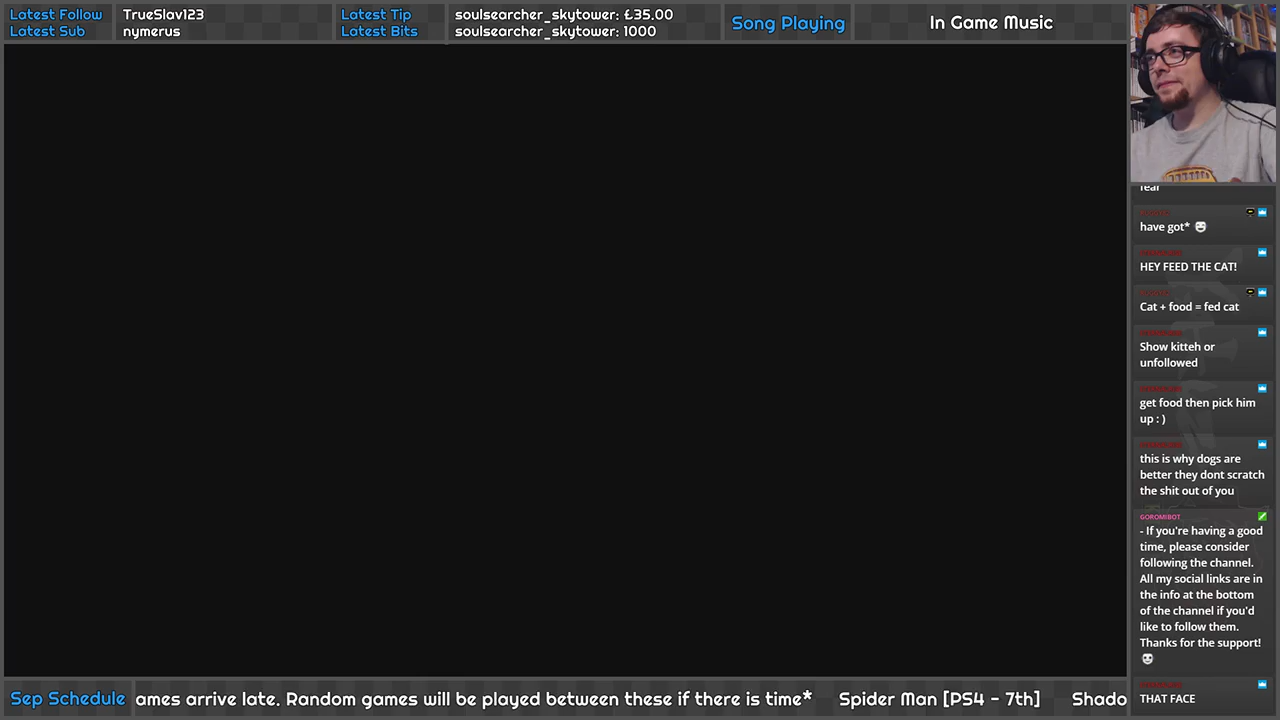 Latest Follow
TrueSlav123
Latest Sub
nymerus
Latest Tip
soulsearcher_skytower: £35.00
Latest Bits
soulsearcher_skytower: 1000
Song Playing
In Game Music
fear
have got*
HEY FEED THE CAT!
Cat + food = fed cat
Show kitteh or
unfollowed
get food then pick him
up : )
this is why dogs are
better they dont scratch
the shit out of you
GOROMIBOT
- If you're having a good
time, please consider
following the channel.
All my social links are in
the info at the bottom
of the channel if you'd
like to follow them.
Thanks for the support!
THAT FACE
Sep Schedule
ames arrive late. Random games will be played between these if there is time* Spider Man [PS4 - 7th] Shado